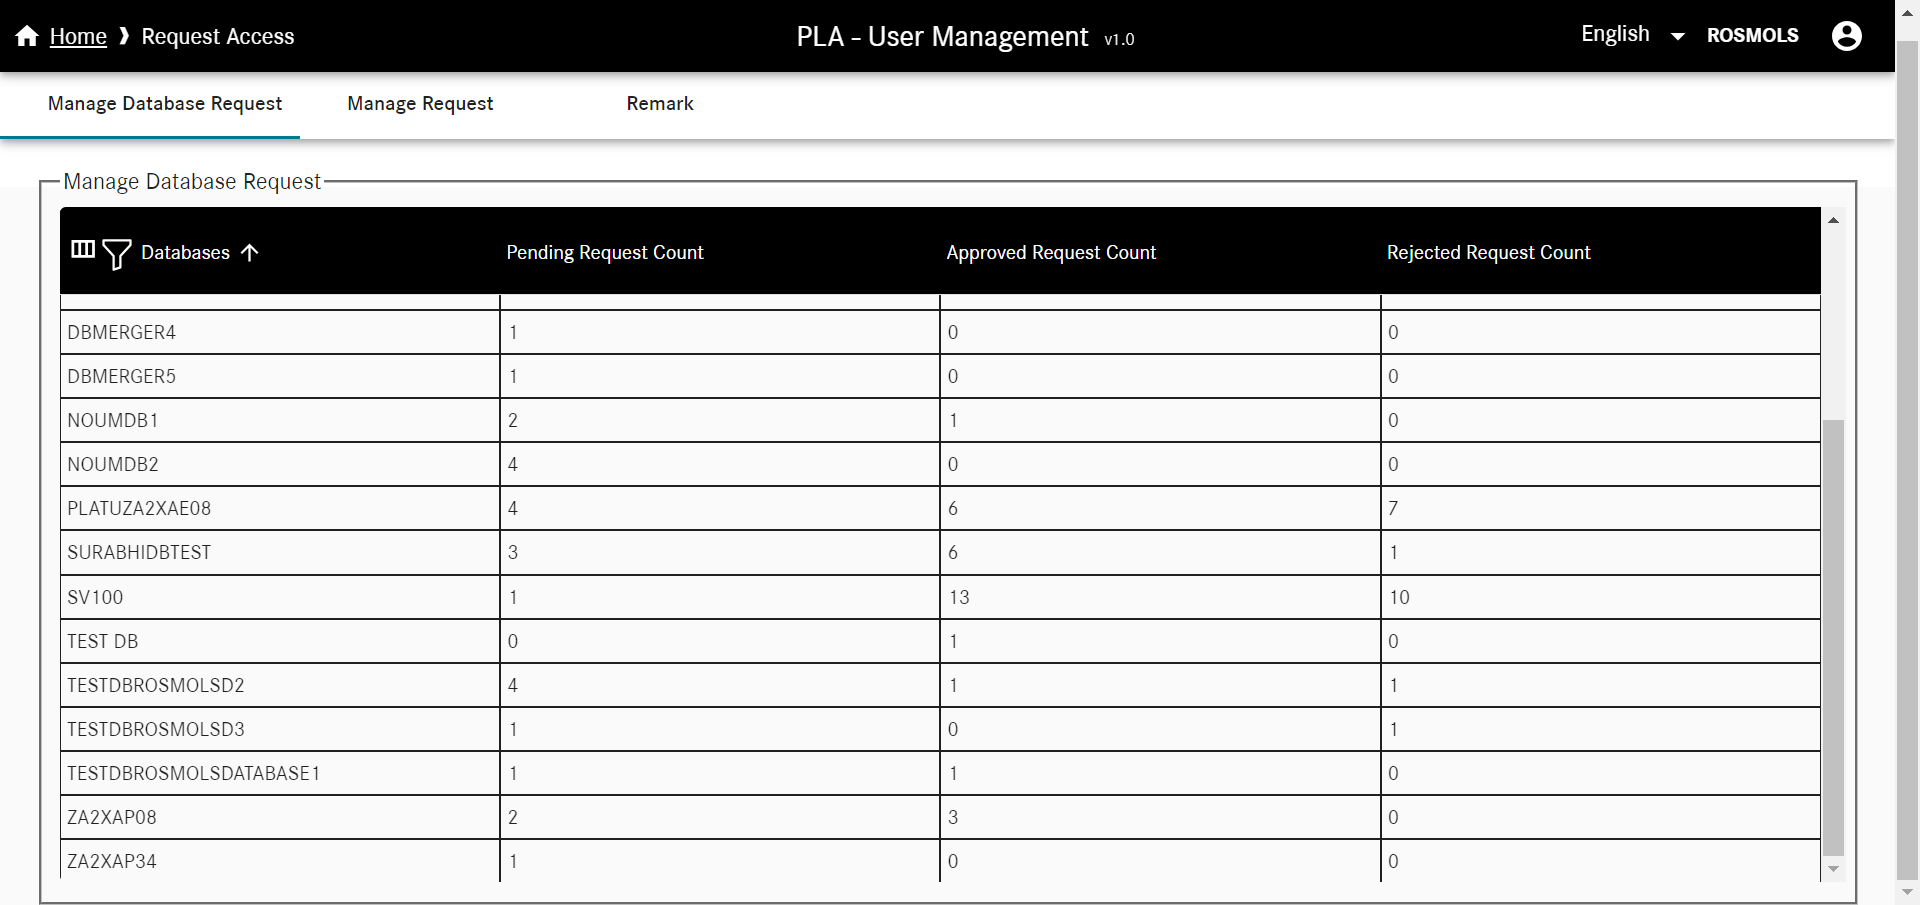 Home ❱ Request Access
PLA - User Management v1.0
English
ROSMOLS
Manage Database Request
Manage Request
Remark
Manage Database Request
Databases Pending Request Count Approved Request Count Rejected Request Count
DBMERGER4 1 0 0
DBMERGER5 1 0 0
NOUMDB1 2 1 0
NOUMDB2 4 0 0
PLATUZA2XAE08 4 6 7
SURABHIDBTEST 3 6 1
SV100 1 13 10
TEST DB 0 1 0
TESTDBROSMOLSD2 4 1 1
TESTDBROSMOLSD3 1 0 1
TESTDBROSMOLSDATABASE1 1 1 0
ZA2XAP08 2 3 0
ZA2XAP34 1 0 0